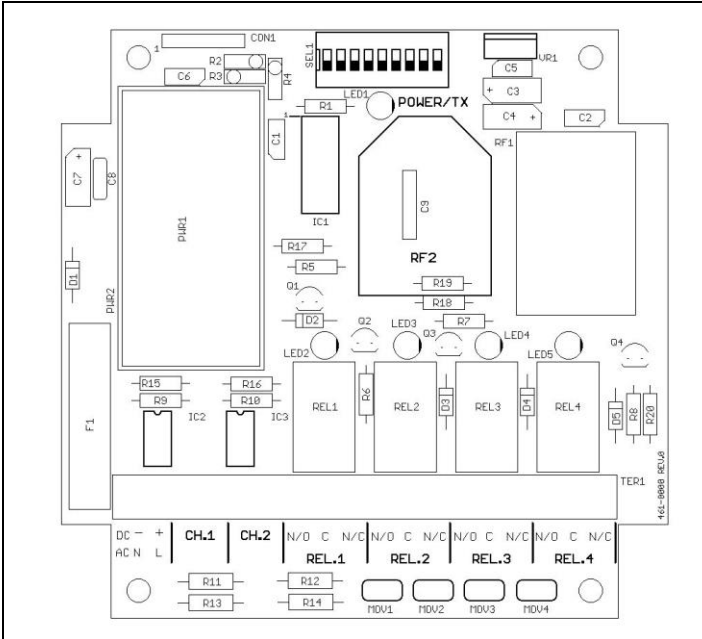 CON1
1
R2
R3
R4
C6
SEL1
VR1
C5
C3
+
C4
+
C2
LED1
POWER/TX
R1
1
C1
IC1
RF1
C9
RF2
+
C7
C8
D1
PWR1
PWR2
R17
R5
R19
R18
R7
Q1
D2
Q2
Q3
Q4
LED2
LED3
LED4
LED5
R15
R16
R9
R10
IC2
IC3
F1
REL1
R6
REL2
D3
REL3
D4
REL4
D5
R8
R20
TER1
461-0000 REV.0
DC - +
AC N L
CH.1
CH.2
N/O C N/C N/O C N/C N/O C N/C N/O C N/C
REL.1 REL.2 REL.3 REL.4
R11
R12
R13
R14
MOV1 MOV2 MOV3 MOV4